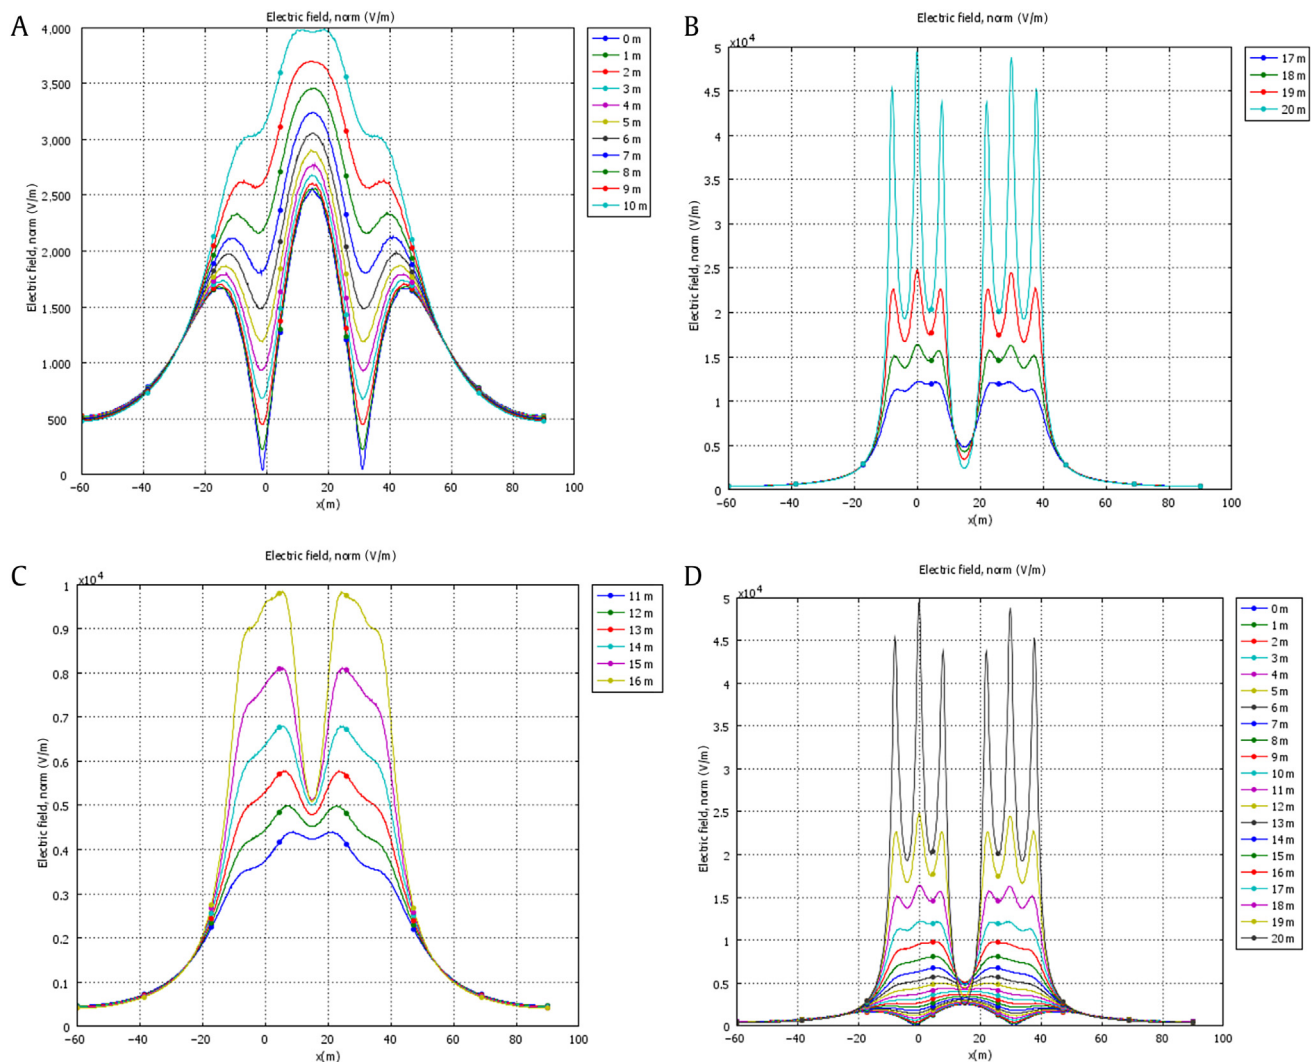 A
Electric field, norm (V/m)
4,000
3.500
3.000
2.500
2.000
1.500
1.000
500
0
Electric field, norm (V/m)
−60 −40 −20 0 20 40 60 80 100
x(m)
0 m
1 m
2 m
3 m
4 m
5 m
6 m
7 m
8 m
9 m
10 m
B
Electric field, norm (V/m)
x10⁴
5
4.5
4
3.5
3
2.5
2
1.5
1
0.5
0
Electric field, norm (V/m)
−60 −40 −20 0 20 40 60 80 100
x(m)
17 m
18 m
19 m
20 m
C
Electric field, norm (V/m)
x10⁴
1
0.9
0.8
0.7
0.6
0.5
0.4
0.3
0.2
0.1
0
Electric field, norm (V/m)
−60 −40 −20 0 20 40 60 80 100
x(m)
11 m
12 m
13 m
14 m
15 m
16 m
D
Electric field, norm (V/m)
x10⁴
5
4.5
4
3.5
3
2.5
2
1.5
1
0.5
0
Electric field, norm (V/m)
−60 −40 −20 0 20 40 60 80 100
x(m)
0 m
1 m
2 m
3 m
4 m
5 m
6 m
7 m
8 m
9 m
10 m
11 m
12 m
13 m
14 m
15 m
16 m
17 m
18 m
19 m
20 m